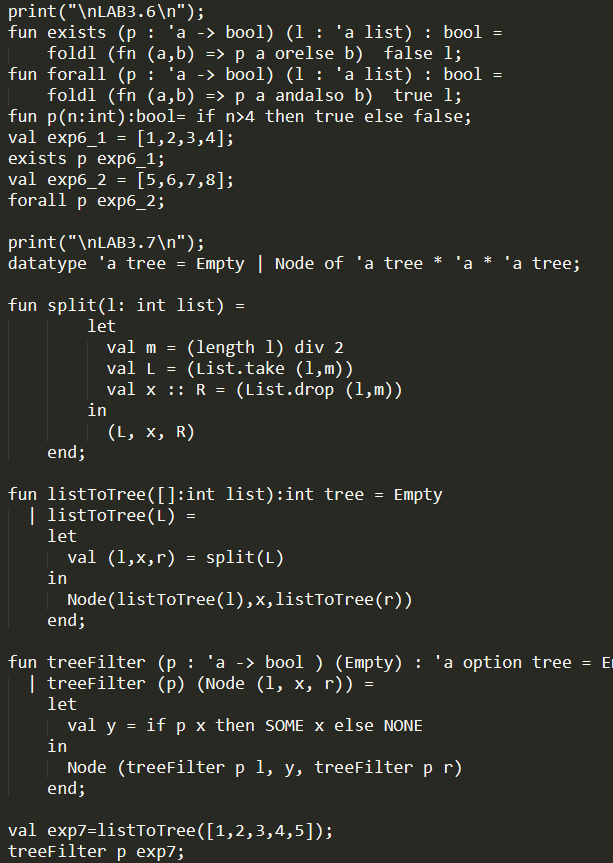 print("\nLAB3.6\n");
fun exists (p : 'a -> bool) (l : 'a list) : bool =
    foldl (fn (a,b) => p a orelse b)  false l;
fun forall (p : 'a -> bool) (l : 'a list) : bool =
    foldl (fn (a,b) => p a andalso b)  true l;
fun p(n:int):bool= if n>4 then true else false;
val exp6_1 = [1,2,3,4];
exists p exp6_1;
val exp6_2 = [5,6,7,8];
forall p exp6_2;

print("\nLAB3.7\n");
datatype 'a tree = Empty | Node of 'a tree * 'a * 'a tree;

fun split(l: int list) =
        let
          val m = (length l) div 2
          val L = (List.take (l,m))
          val x :: R = (List.drop (l,m))
        in
          (L, x, R)
    end;

fun listToTree([]:int list):int tree = Empty
  | listToTree(L) =
    let
      val (l,x,r) = split(L)
    in
      Node(listToTree(l),x,listToTree(r))
    end;

fun treeFilter (p : 'a -> bool ) (Empty) : 'a option tree =
  | treeFilter (p) (Node (l, x, r)) =
    let
      val y = if p x then SOME x else NONE
    in
      Node (treeFilter p l, y, treeFilter p r)
    end;

val exp7=listToTree([1,2,3,4,5]);
treeFilter p exp7;